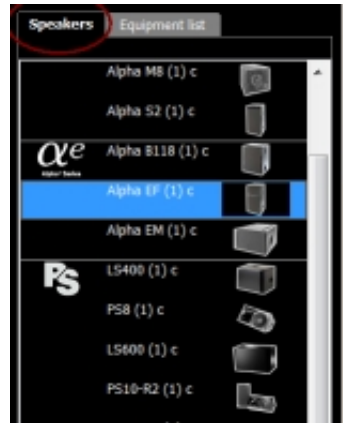 Speakers
Equipment list
Alpha M8 (1) c
Alpha S2 (1) c
αe
Alpha B118 (1) c
Alpha EF (1) c
Alpha EM (1) c
PS
LS400 (1) c
PS8 (1) c
LS600 (1) c
PS10-R2 (1) c